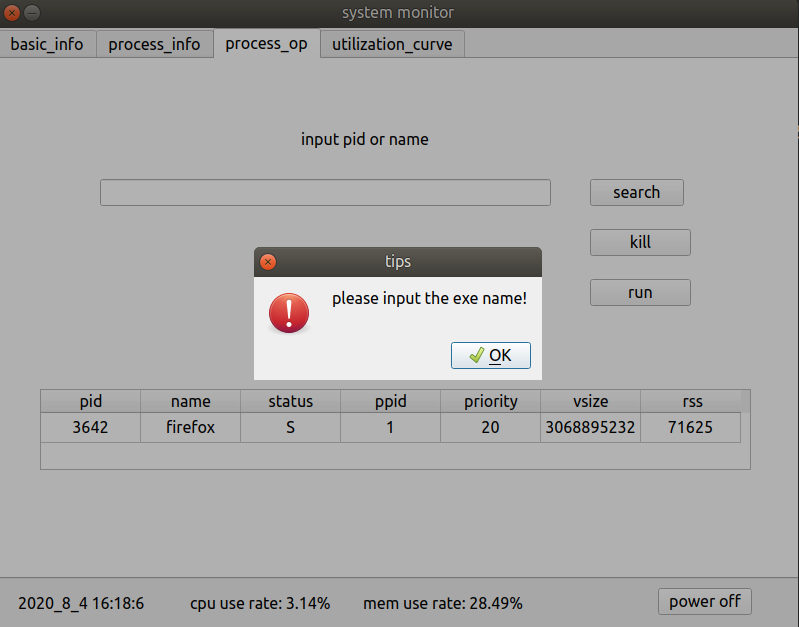 system monitor
basic_info process_info process_op utilization_curve
input pid or name
search
kill
tips
please input the exe name!
run
OK
pid name status ppid priority vsize rss
3642 firefox S 1 20 3068895232 71625
2020_8_4 16:18:6 cpu use rate: 3.14% mem use rate: 28.49% power off